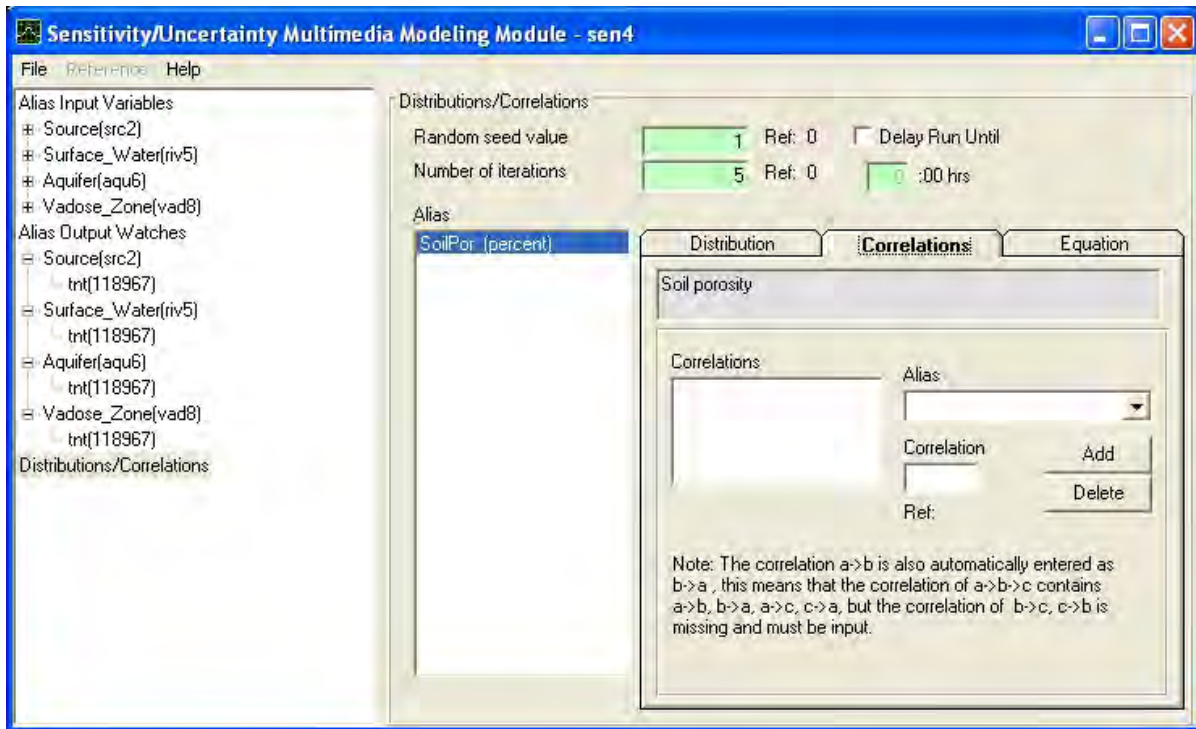 Sensitivity/Uncertainty Multimedia Modeling Module - sen4
File Reference Help
Alias Input Variables
Source(src2)
Surface_Water(riv5)
Aquifer(aqu6)
Vadose_Zone(vad8)
Alias Output Watches
Source(src2)
tnt(118967)
Surface_Water(riv5)
tnt(118967)
Aquifer(aqu6)
tnt(118967)
Vadose_Zone(vad8)
tnt(118967)
Distributions/Correlations
Distributions/Correlations
Random seed value 1 Ref: 0 Delay Run Until
Number of iterations 5 Ref: 0 0 :00 hrs
Alias
SoilPor (percent)
Distribution Correlations Equation
Soil porosity
Correlations
Alias
Correlation
Add
Delete
Ref:
Note: The correlation a->b is also automatically entered as
b->a , this means that the correlation of a->b->c contains
a->b, b->a, a->c, c->a, but the correlation of b->c, c->b is
missing and must be input.